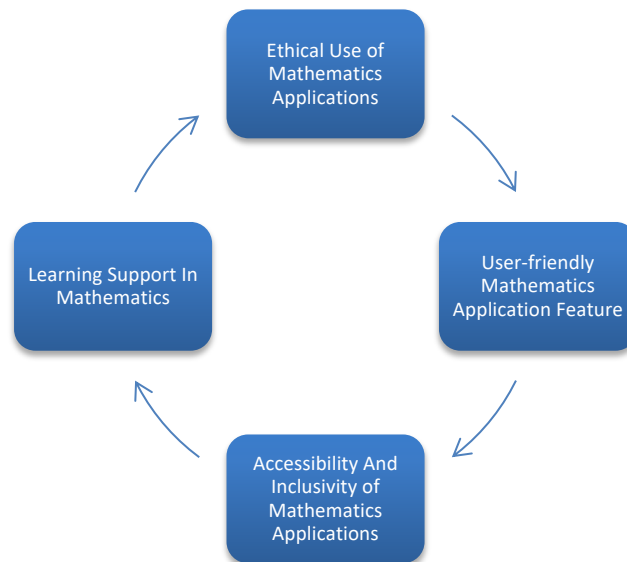 Ethical Use of
Mathematics
Applications
Learning Support In
Mathematics
User-friendly
Mathematics
Application Feature
Accessibility And
Inclusivity of
Mathematics
Applications